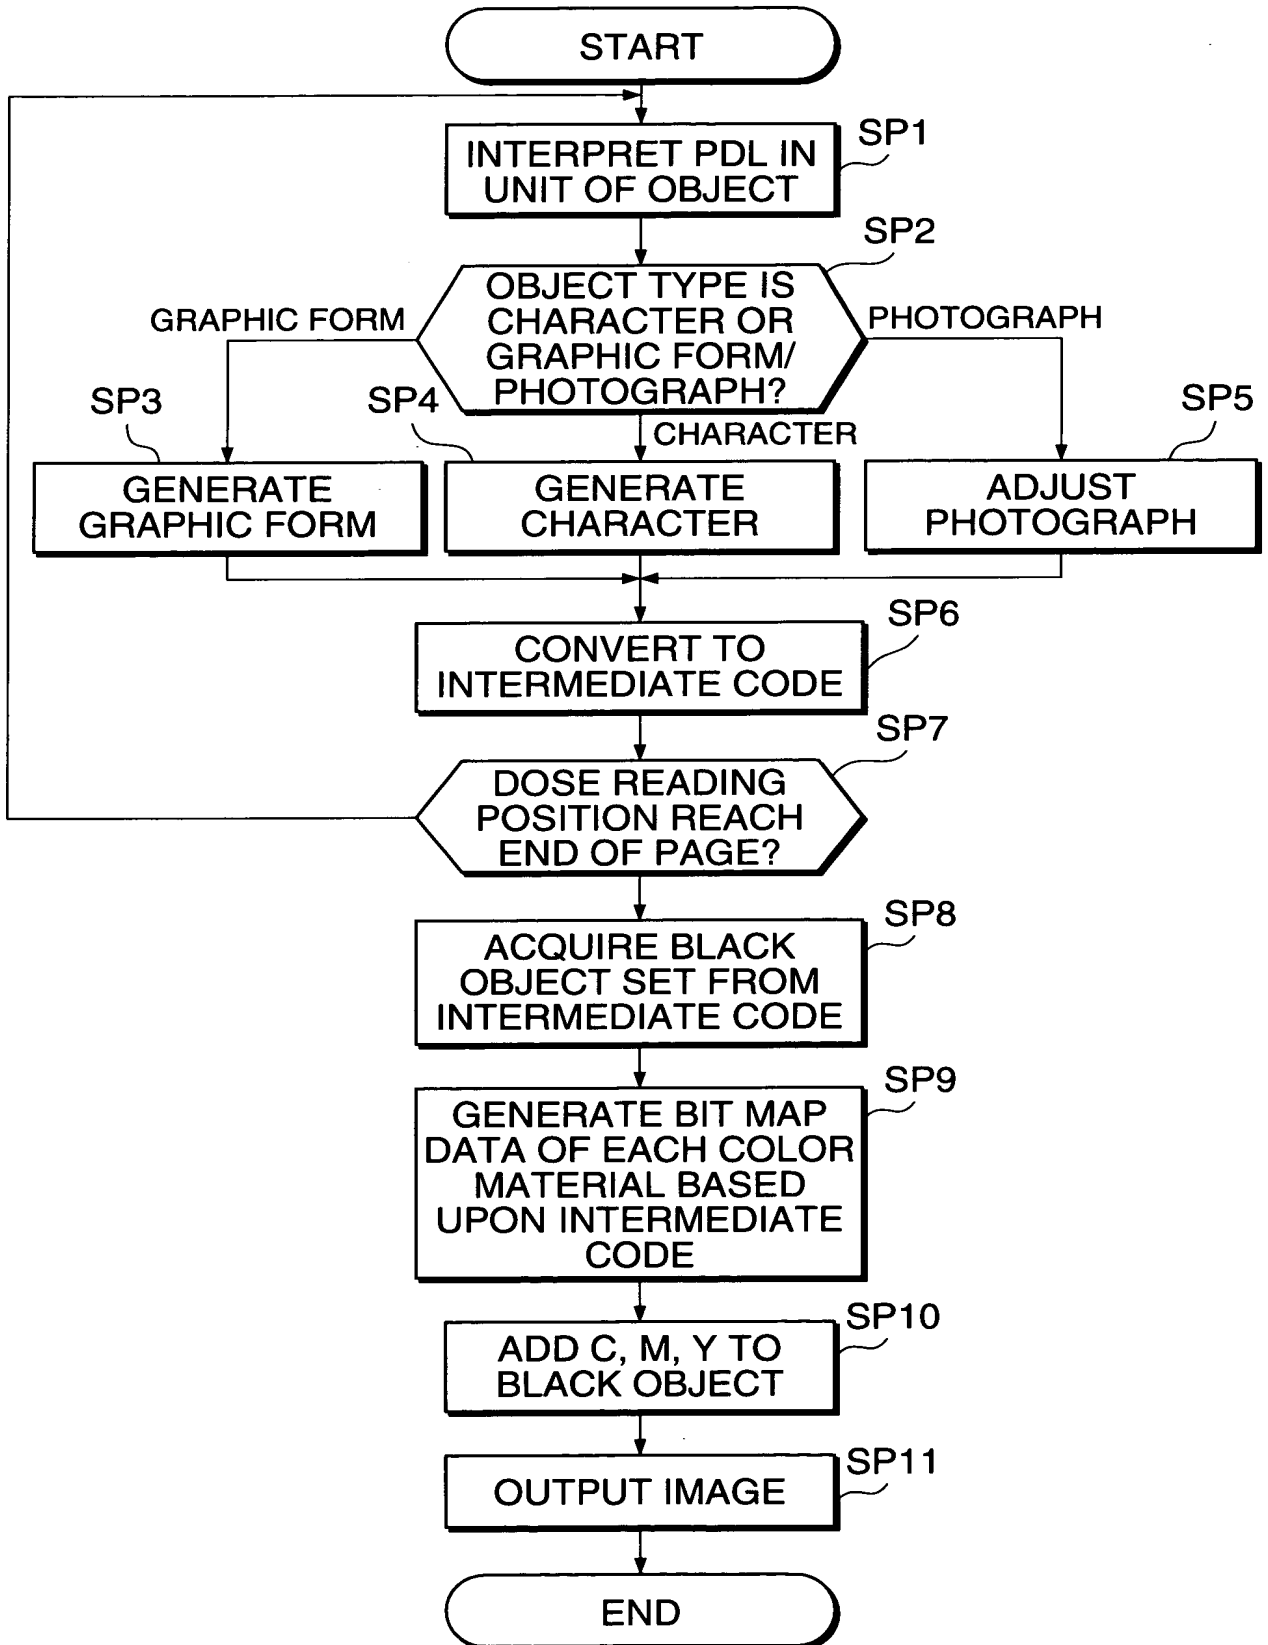 START
SP1
INTERPRET PDL IN
UNIT OF OBJECT
SP2
OBJECT TYPE IS
CHARACTER OR
GRAPHIC FORM/
PHOTOGRAPH?
GRAPHIC FORM
PHOTOGRAPH
CHARACTER
SP3
GENERATE
GRAPHIC FORM
SP4
GENERATE
CHARACTER
SP5
ADJUST
PHOTOGRAPH
SP6
CONVERT TO
INTERMEDIATE CODE
SP7
DOSE READING
POSITION REACH
END OF PAGE?
SP8
ACQUIRE BLACK
OBJECT SET FROM
INTERMEDIATE CODE
SP9
GENERATE BIT MAP
DATA OF EACH COLOR
MATERIAL BASED
UPON INTERMEDIATE
CODE
SP10
ADD C, M, Y TO
BLACK OBJECT
SP11
OUTPUT IMAGE
END